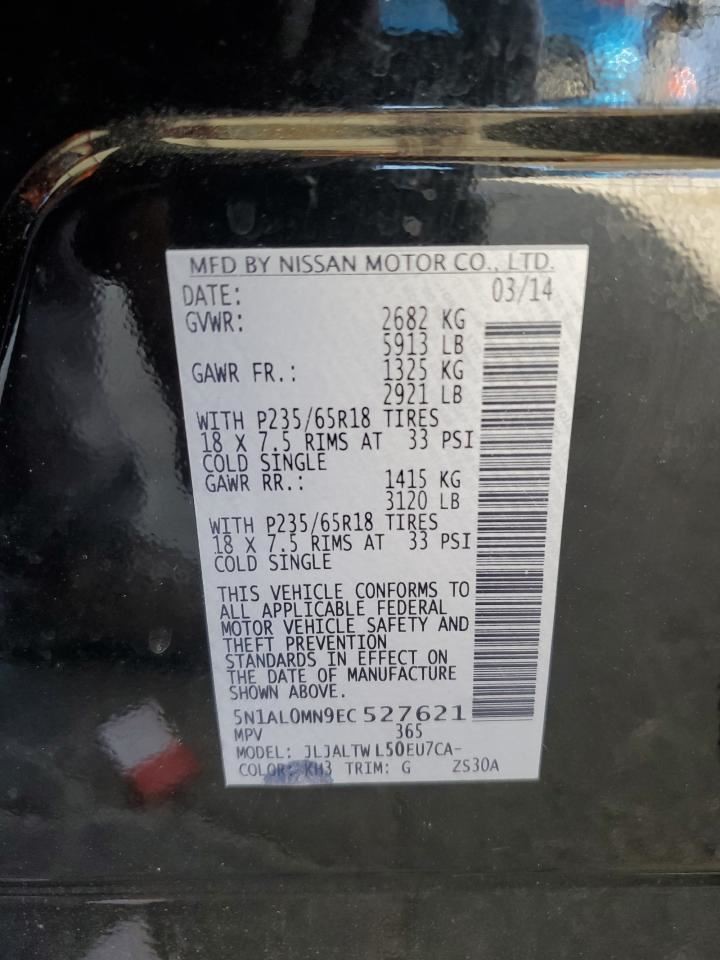 MFD BY NISSAN MOTOR CO., LTD.
DATE: 03/14
GVWR: 2682 KG
5913 LB
GAWR FR.: 1325 KG
2921 LB
WITH P235/65R18 TIRES
18 X 7.5 RIMS AT 33 PSI
COLD SINGLE
GAWR RR.: 1415 KG
3120 LB
WITH P235/65R18 TIRES
18 X 7.5 RIMS AT 33 PSI
COLD SINGLE
THIS VEHICLE CONFORMS TO
ALL APPLICABLE FEDERAL
MOTOR VEHICLE SAFETY AND
THEFT PREVENTION
STANDARDS IN EFFECT ON
THE DATE OF MANUFACTURE
SHOWN ABOVE.
5N1AL0MN9EC 527621
MPV 365
MODEL: JLJALTW L50EU7CA-
COLOR: KH3 TRIM: G ZS30A